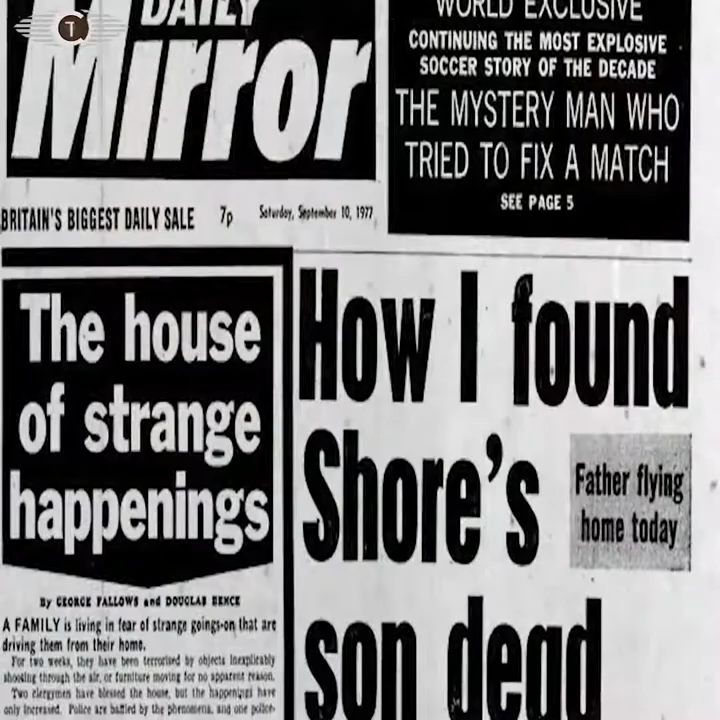 T
DAILY
Mirror
WORLD EXCLUSIVE
CONTINUING THE MOST EXPLOSIVE
SOCCER STORY OF THE DECADE
THE MYSTERY MAN WHO
TRIED TO FIX A MATCH
SEE PAGE 5
BRITAIN'S BIGGEST DAILY SALE 7p Saturday, September 10, 1977
The house
of strange
happenings
By GEORGE FALLOWS and DOUGLAS BENCE
A FAMILY is living in fear of strange goings-on that are
driving them from their home.
For two weeks, they have been terrorised by objects inexplicably
shooting through the air, or furniture moving for no apparent reason.
Two clergymen have blessed the house, but the happenings have
only increased. Police are baffled by the phenomena, and one police-
How I found
Shore's
son dead
Father flying
home today